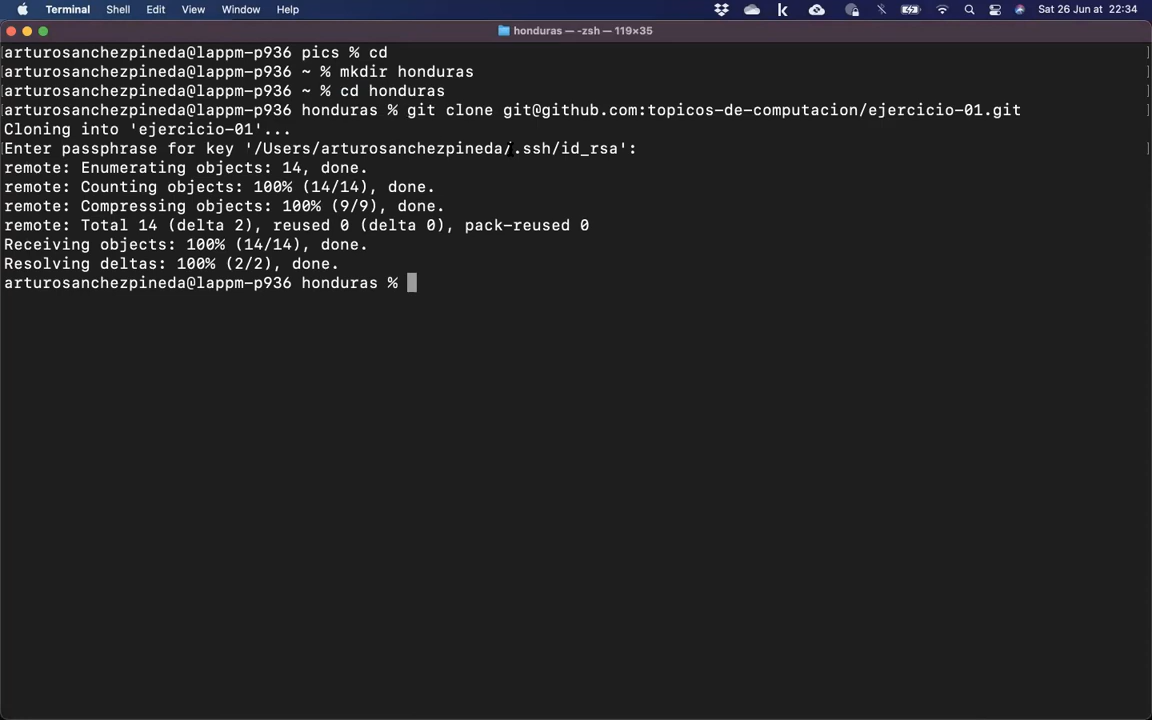 Terminal Shell Edit View Window Help Sat 26 Jun at 22:34
honduras — -zsh — 119×35
arturosanchezpineda@lappm-p936 pics % cd
arturosanchezpineda@lappm-p936 ~ % mkdir honduras
arturosanchezpineda@lappm-p936 ~ % cd honduras
arturosanchezpineda@lappm-p936 honduras % git clone git@github.com:topicos-de-computacion/ejercicio-01.git
Cloning into 'ejercicio-01'...
Enter passphrase for key '/Users/arturosanchezpineda/.ssh/id_rsa':
remote: Enumerating objects: 14, done.
remote: Counting objects: 100% (14/14), done.
remote: Compressing objects: 100% (9/9), done.
remote: Total 14 (delta 2), reused 0 (delta 0), pack-reused 0
Receiving objects: 100% (14/14), done.
Resolving deltas: 100% (2/2), done.
arturosanchezpineda@lappm-p936 honduras %